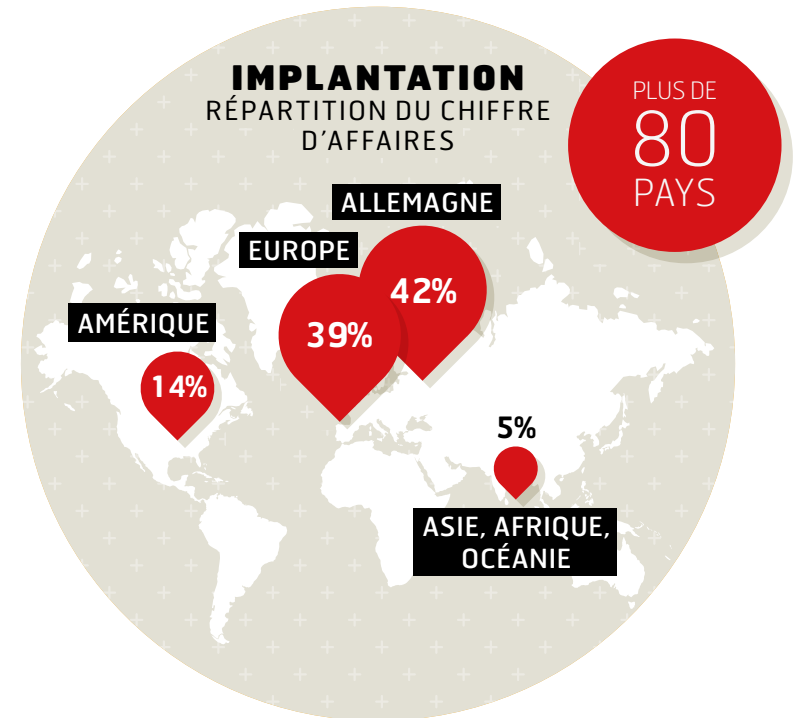 IMPLANTATION
RÉPARTITION DU CHIFFRE
D'AFFAIRES
PLUS DE
80
PAYS
ALLEMAGNE
42%
EUROPE
39%
AMÉRIQUE
14%
5%
ASIE, AFRIQUE,
OCÉANIE